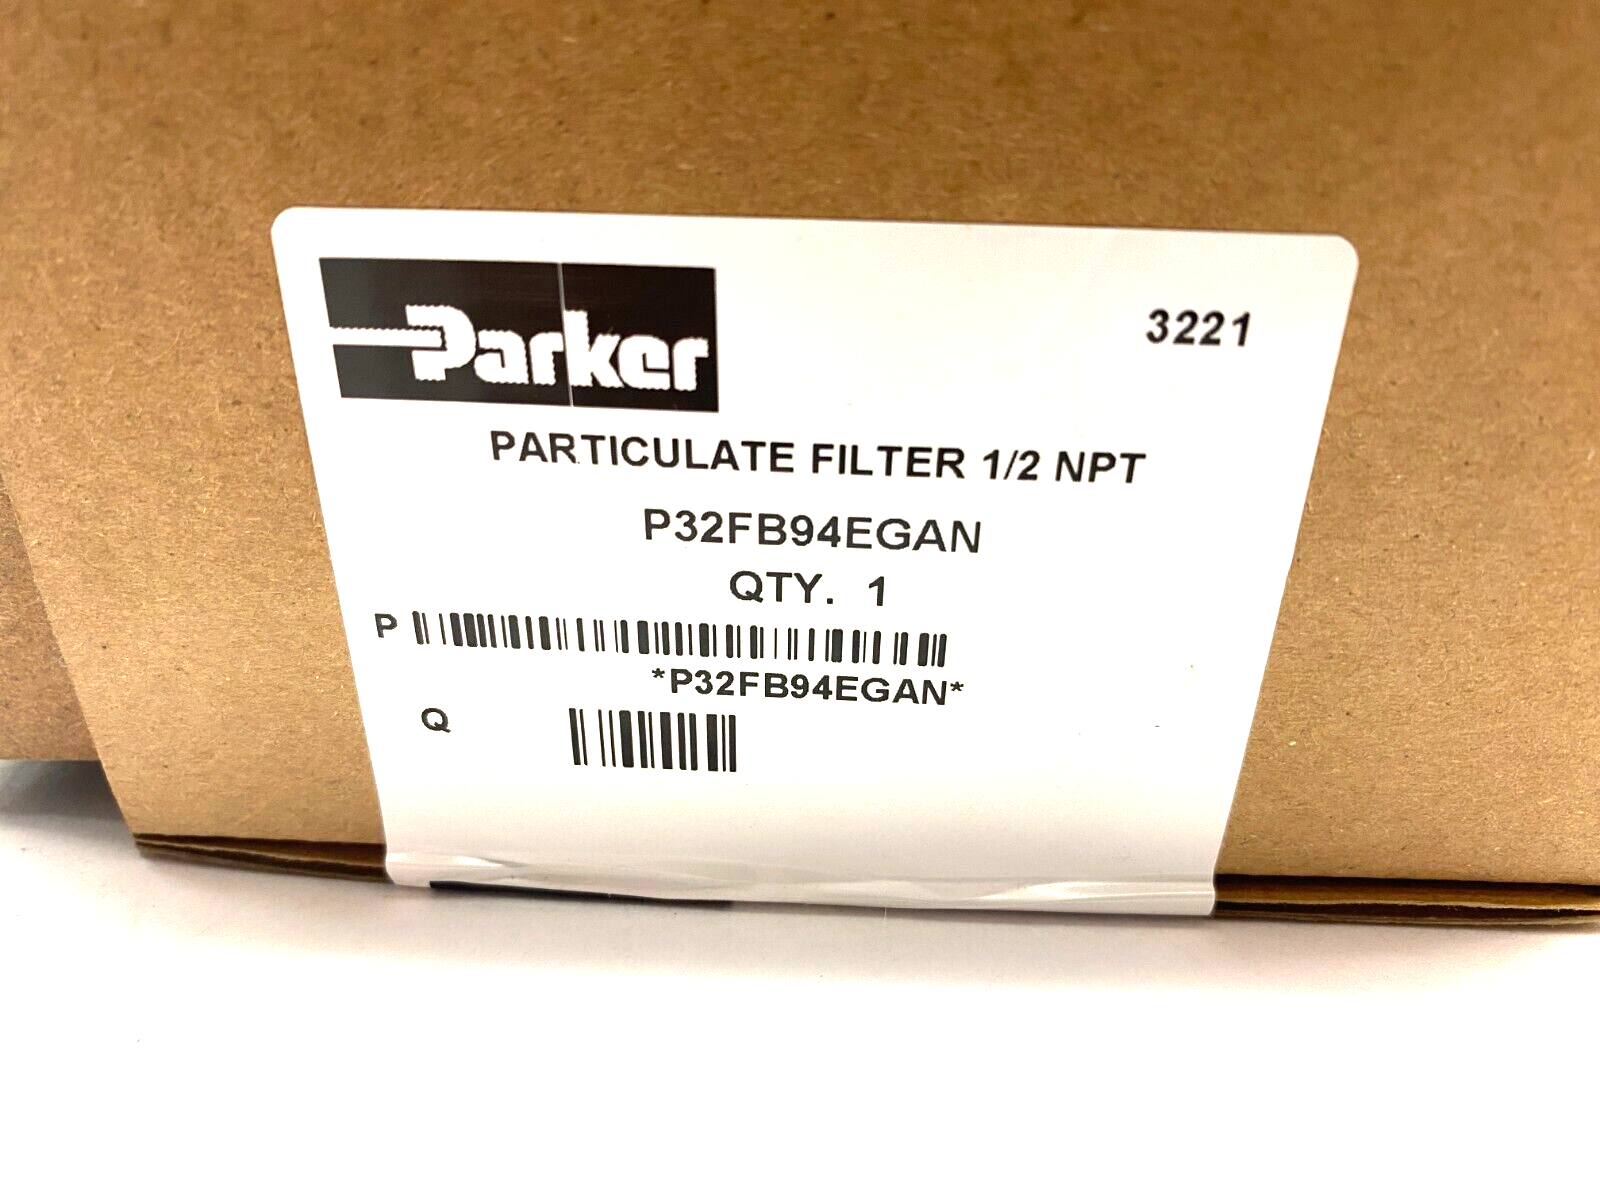 Parker
3221
PARTICULATE FILTER 1/2 NPT
P32FB94EGAN
QTY. 1
P
*P32FB94EGAN*
Q